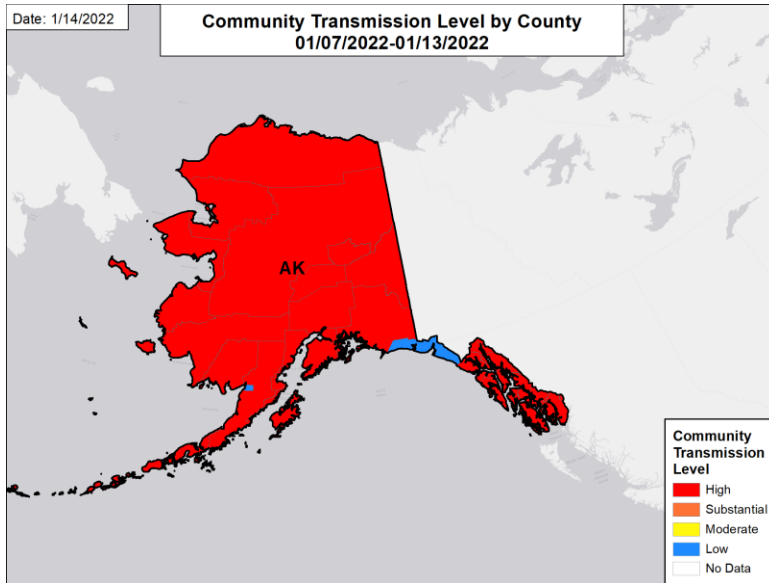 Date: 1/14/2022
Community Transmission Level by County
01/07/2022-01/13/2022
AK
Community
Transmission
Level
High
Substantial
Moderate
Low
No Data